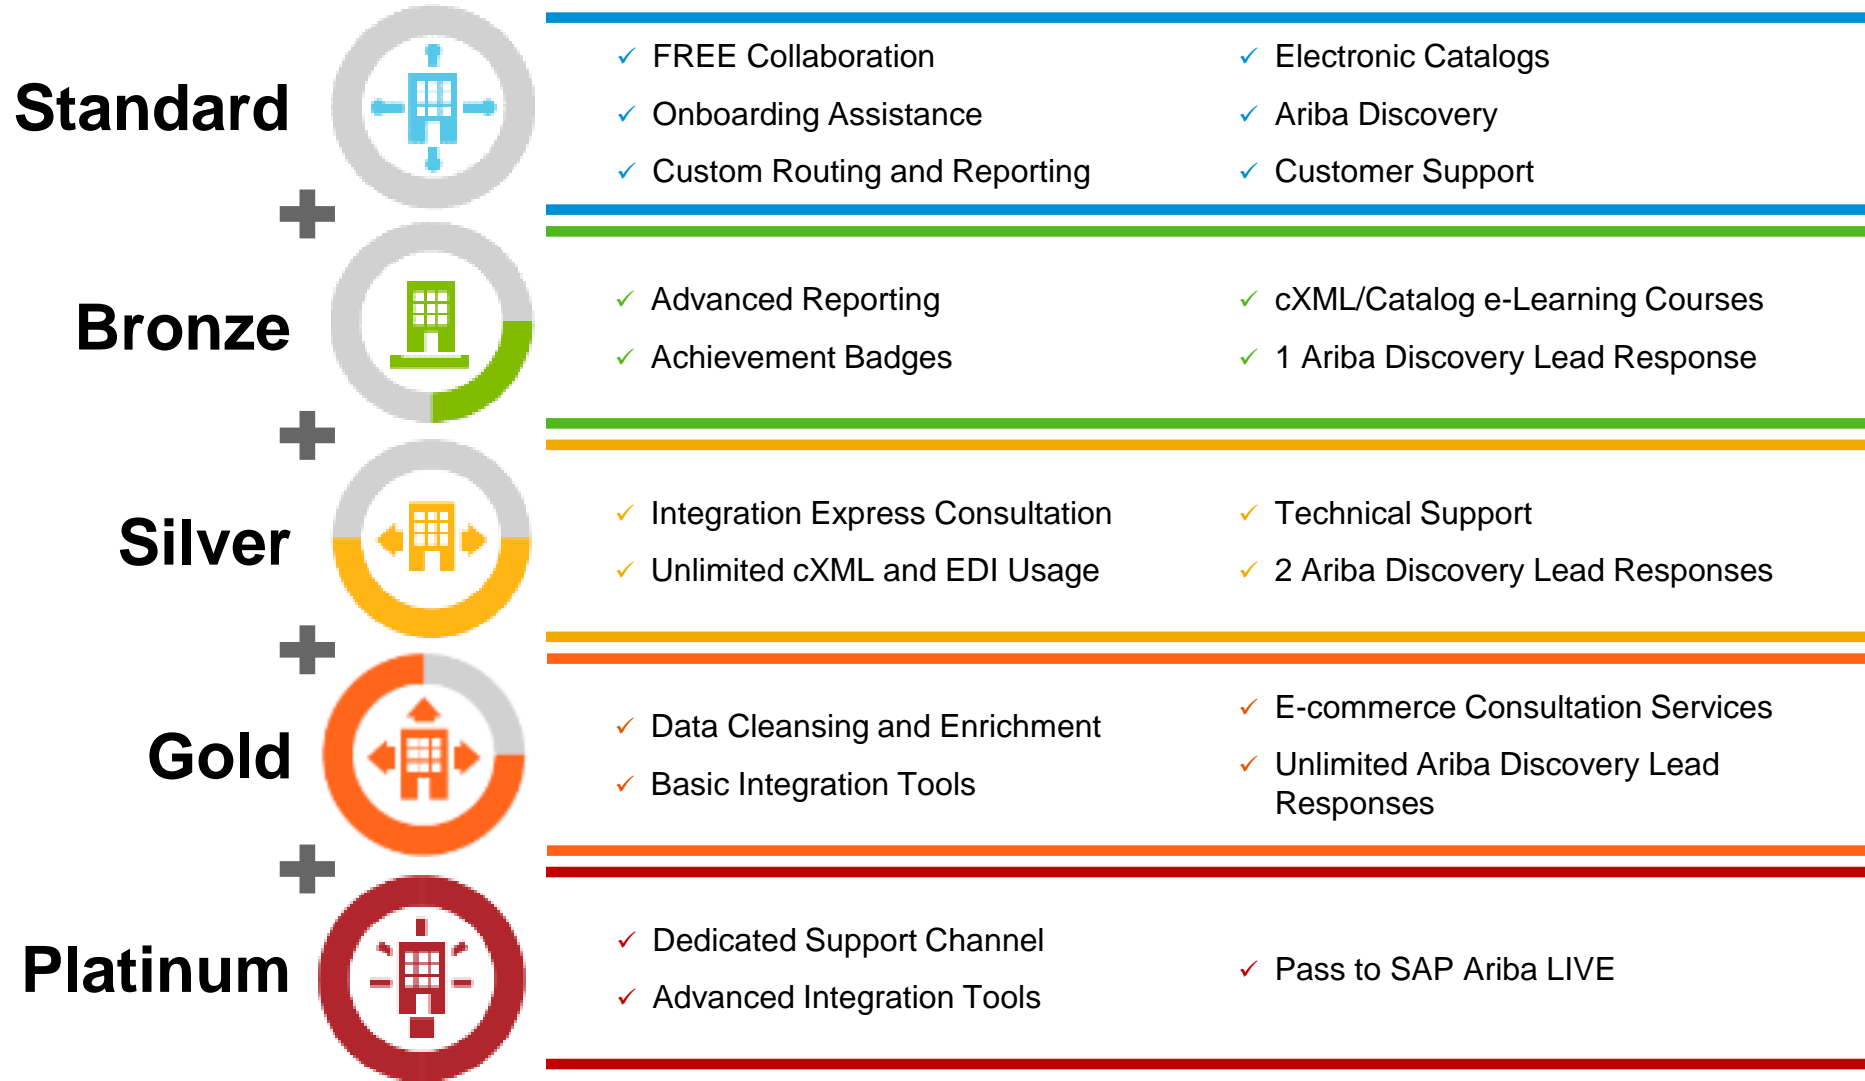 Standard
FREE Collaboration
Onboarding Assistance
Custom Routing and Reporting
Electronic Catalogs
Ariba Discovery
Customer Support
Bronze
Advanced Reporting
Achievement Badges
cXML/Catalog e-Learning Courses
1 Ariba Discovery Lead Response
Silver
Integration Express Consultation
Unlimited cXML and EDI Usage
Technical Support
2 Ariba Discovery Lead Responses
Gold
Data Cleansing and Enrichment
Basic Integration Tools
E-commerce Consultation Services
Unlimited Ariba Discovery Lead
Responses
Platinum
Dedicated Support Channel
Advanced Integration Tools
Pass to SAP Ariba LIVE